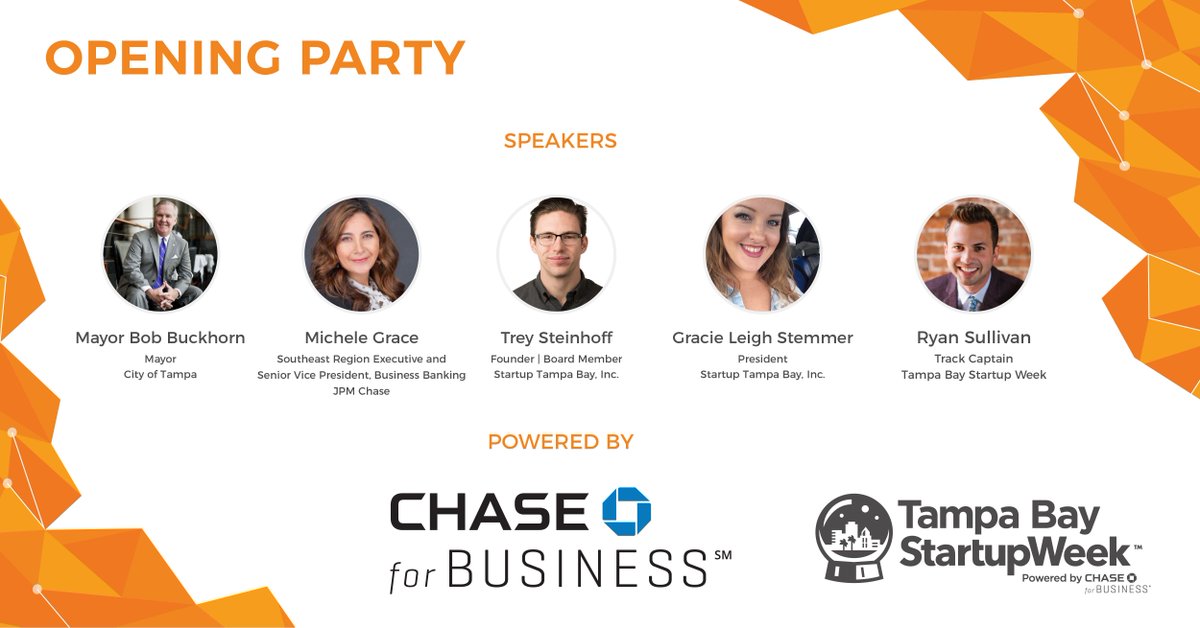 OPENING PARTY
SPEAKERS
Mayor Bob Buckhorn
Mayor
City of Tampa
Michele Grace
Southeast Region Executive and
Senior Vice President, Business Banking
JPM Chase
Trey Steinhoff
Founder | Board Member
Startup Tampa Bay, Inc.
Gracie Leigh Stemmer
President
Startup Tampa Bay, Inc.
Ryan Sullivan
Track Captain
Tampa Bay Startup Week
POWERED BY
CHASE
for BUSINESS℠
Tampa Bay
StartupWeek™
Powered by CHASE
for BUSINESS℠